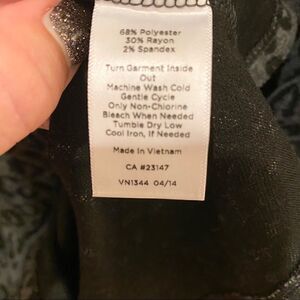 68% Polyester
30% Rayon
2% Spandex
Turn Garment Inside
Out
Machine Wash Cold
Gentle Cycle
Only Non-Chlorine
Bleach When Needed
Tumble Dry Low
Cool Iron, If Needed
Made in Vietnam
CA #23147
VN1344 04/14